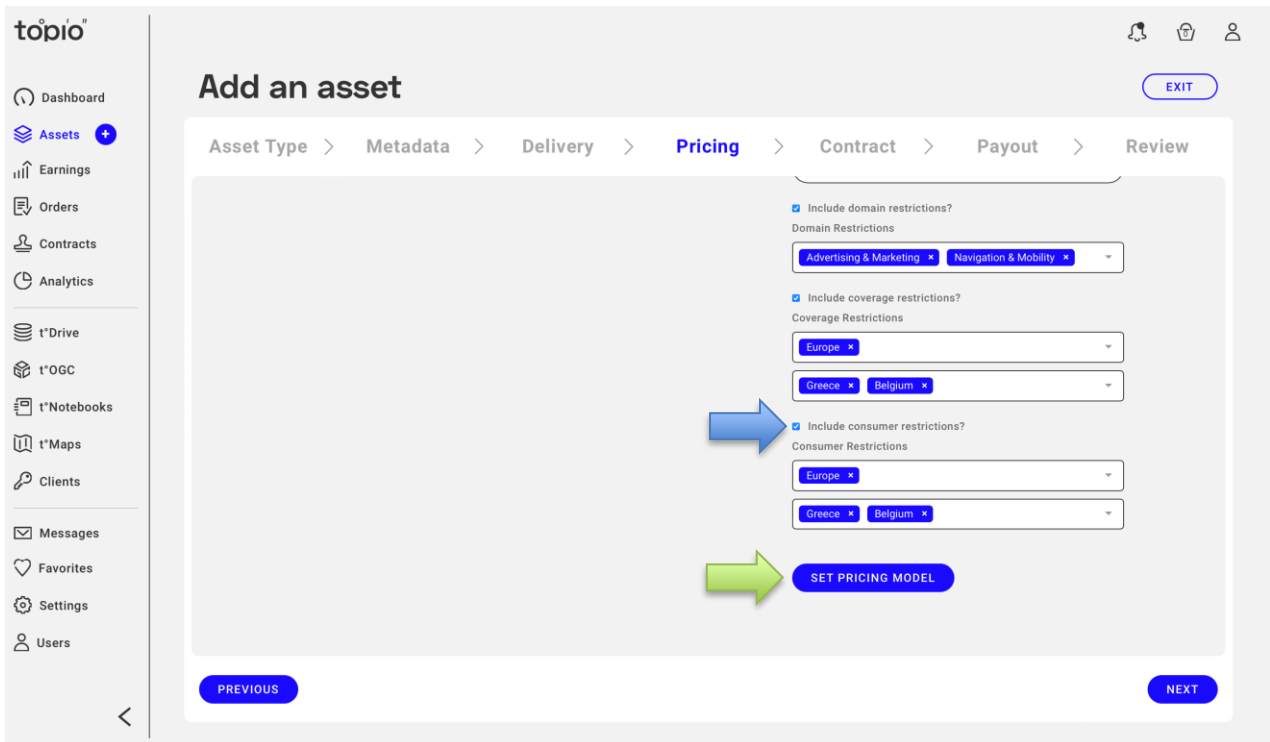 topio
Add an asset
EXIT
Dashboard
Assets
Earnings
Orders
Contracts
Analytics
t°Drive
t°OGC
t°Notebooks
t°Maps
Clients
Messages
Favorites
Settings
Users
Asset Type > Metadata > Delivery > Pricing > Contract > Payout > Review
Include domain restrictions?
Domain Restrictions
Advertising & Marketing × Navigation & Mobility ×
Include coverage restrictions?
Coverage Restrictions
Europe ×
Greece × Belgium ×
Include consumer restrictions?
Consumer Restrictions
Europe ×
Greece × Belgium ×
SET PRICING MODEL
PREVIOUS
NEXT